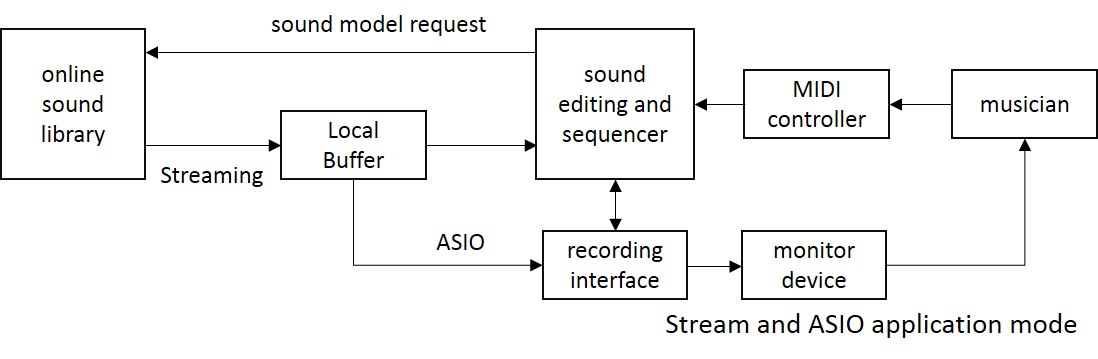 sound model request
online
sound
library
Streaming
Local
Buffer
sound
editing and
sequencer
MIDI
controller
musician
ASIO
recording
interface
monitor
device
Stream and ASIO application mode